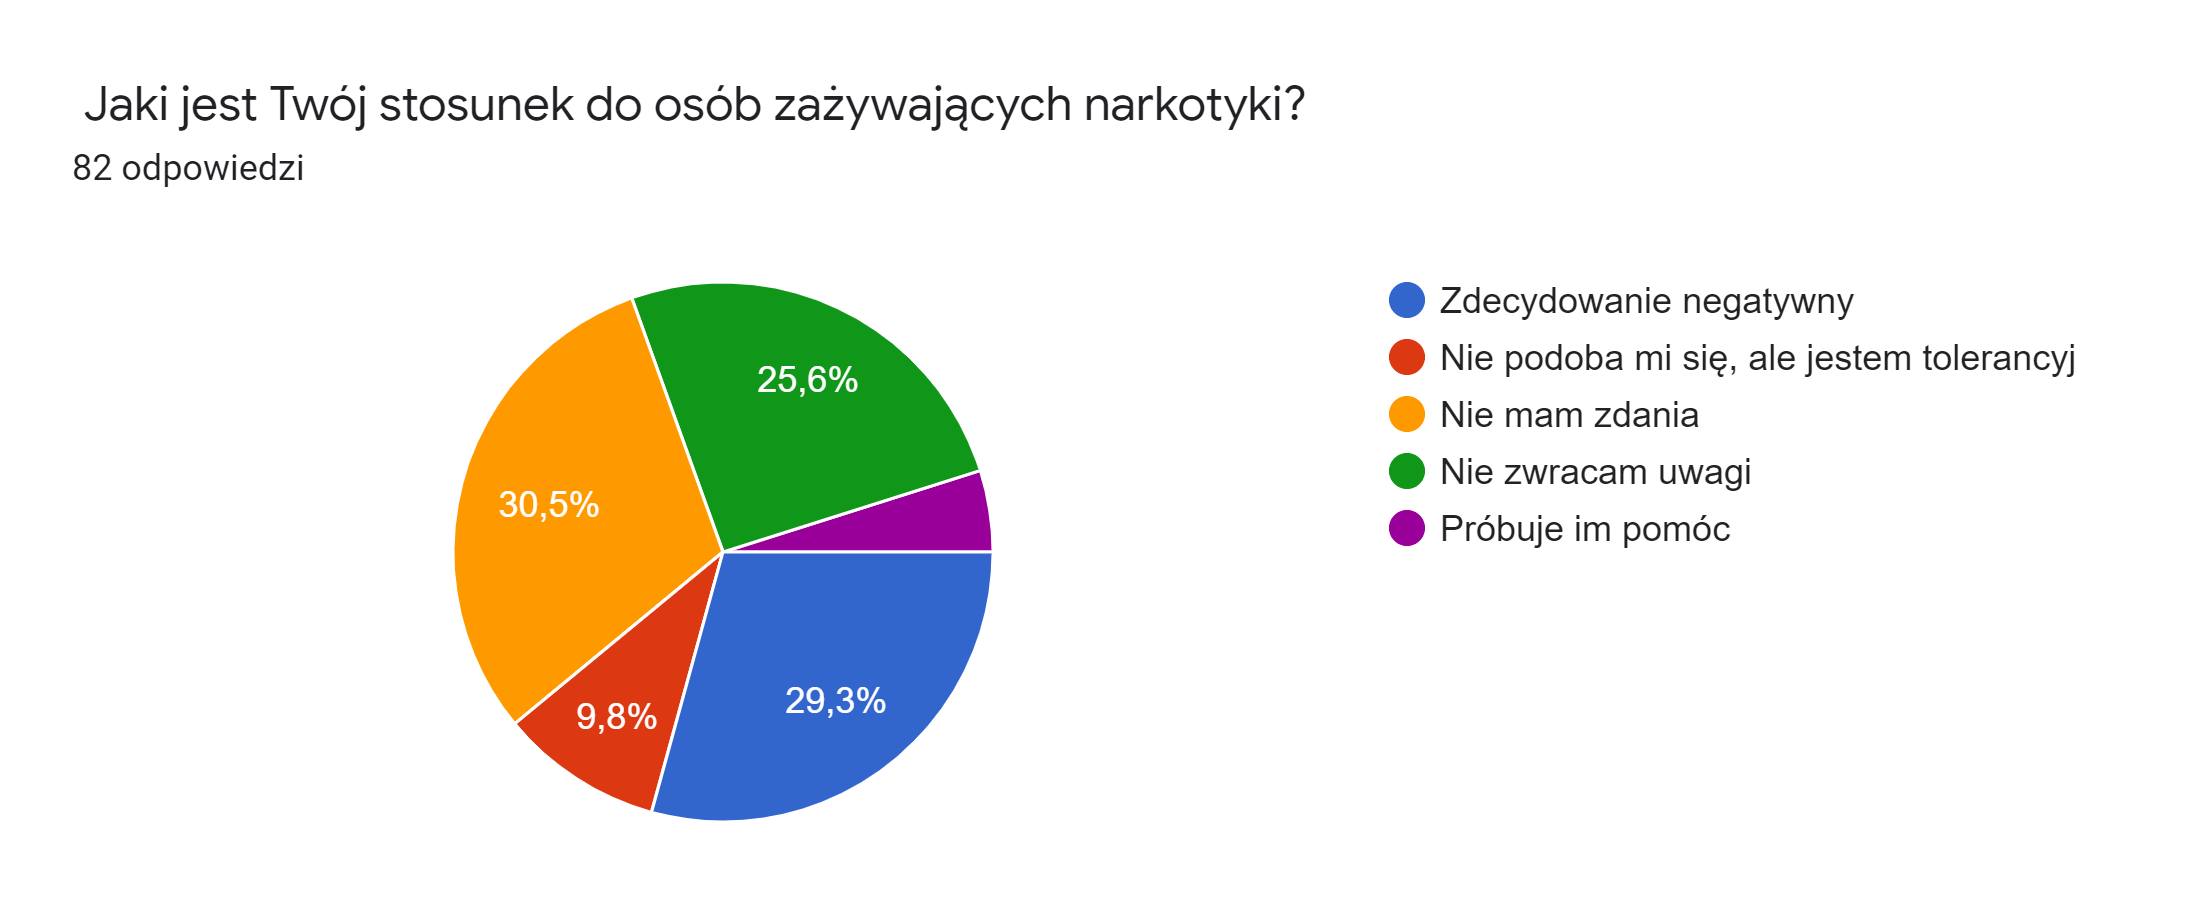 Jaki jest Twój stosunek do osób zażywających narkotyki?
82 odpowiedzi
25,6%
30,5%
9,8%
29,3%
Zdecydowanie negatywny
Nie podoba mi się, ale jestem tolerancyj
Nie mam zdania
Nie zwracam uwagi
Próbuje im pomóc